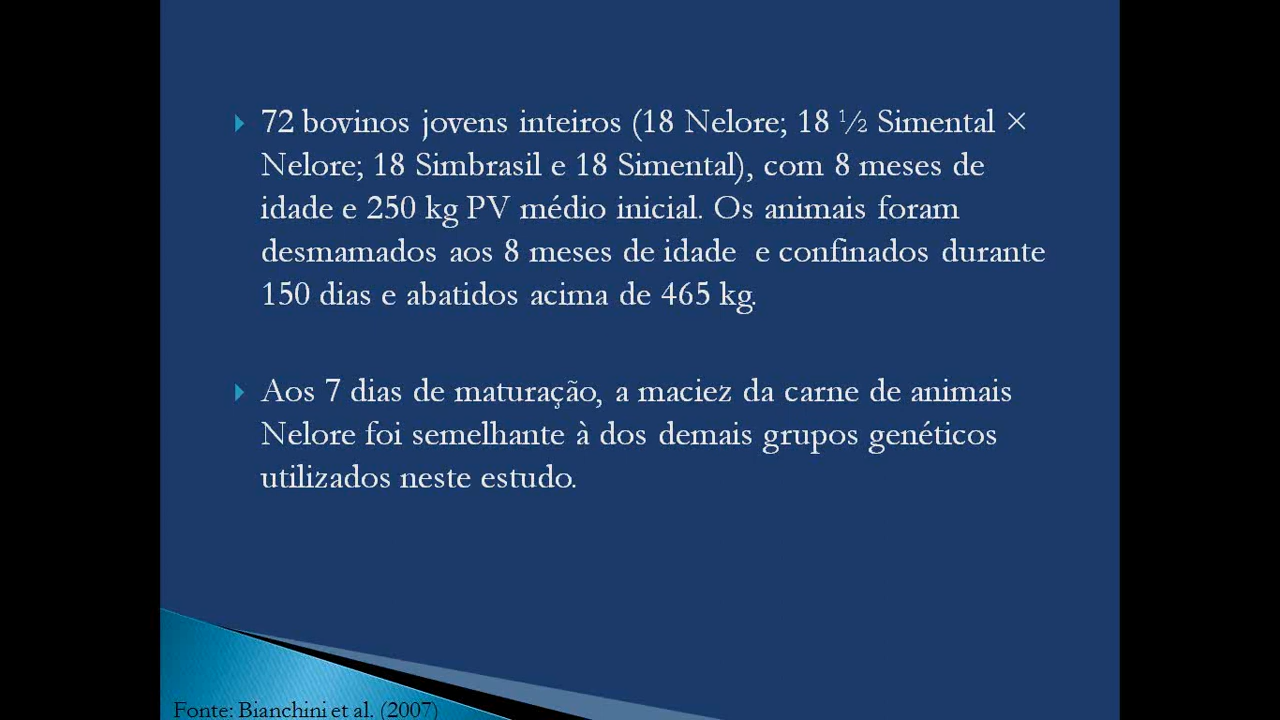 72 bovinos jovens inteiros (18 Nelore; 18 ½ Simental ×
Nelore; 18 Simbrasil e 18 Simental), com 8 meses de
idade e 250 kg PV médio inicial. Os animais foram
desmamados aos 8 meses de idade  e confinados durante
150 dias e abatidos acima de 465 kg.
Aos 7 dias de maturação, a maciez da carne de animais
Nelore foi semelhante à dos demais grupos genéticos
utilizados neste estudo.
Fonte: Bianchini et al. (2007)